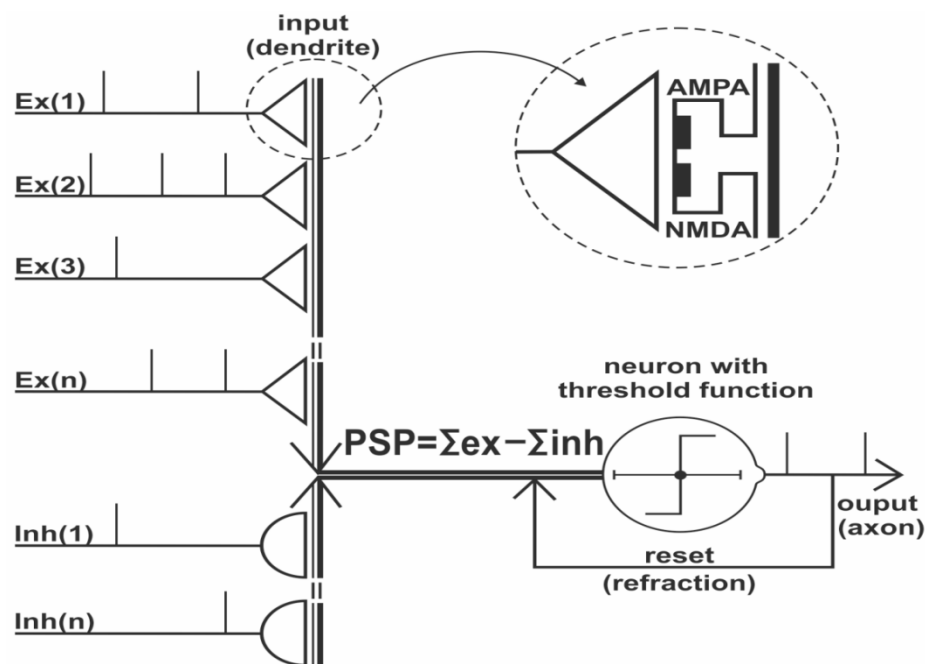 input
(dendrite)
Ex(1)
AMPA
Ex(2)
NMDA
Ex(3)
Ex(n)
neuron with
threshold function
PSP=Σex−Σinh
ouput
(axon)
Inh(1)
reset
(refraction)
Inh(n)